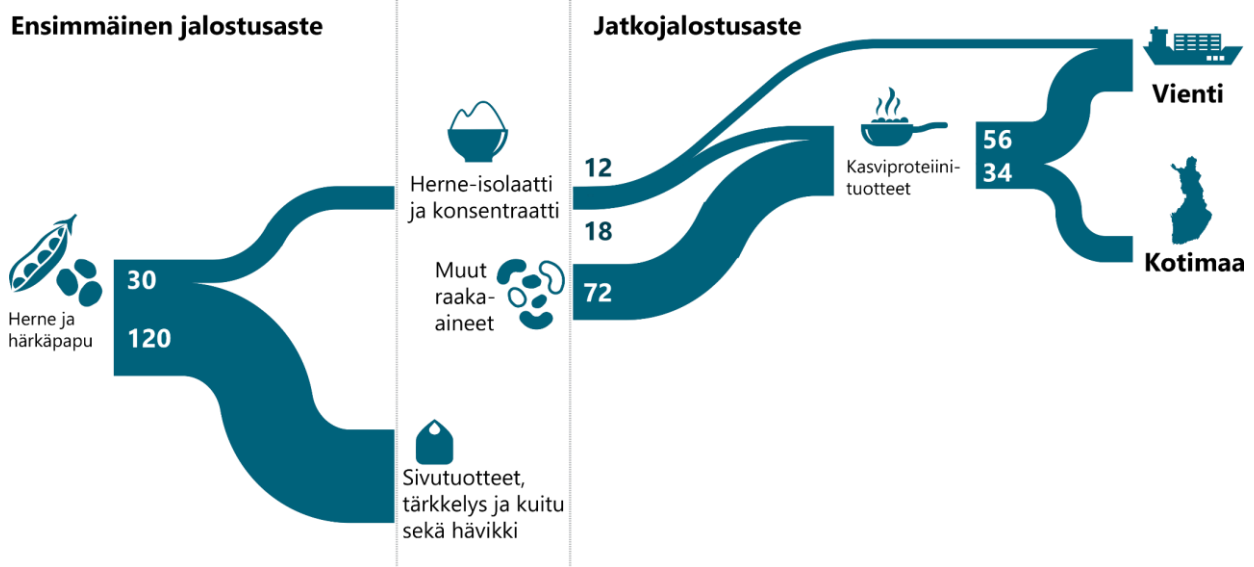 Ensimmäinen jalostusaste
Jatkojalostusaste
Herne ja
härkäpapu
30
120
Herne-isolaatti
ja konsentraatti
Muut
raaka-
aineet
Sivutuotteet,
tärkkelys ja kuitu
sekä hävikki
12
18
72
Kasviproteiini-
tuotteet
56
34
Vienti
Kotimaa